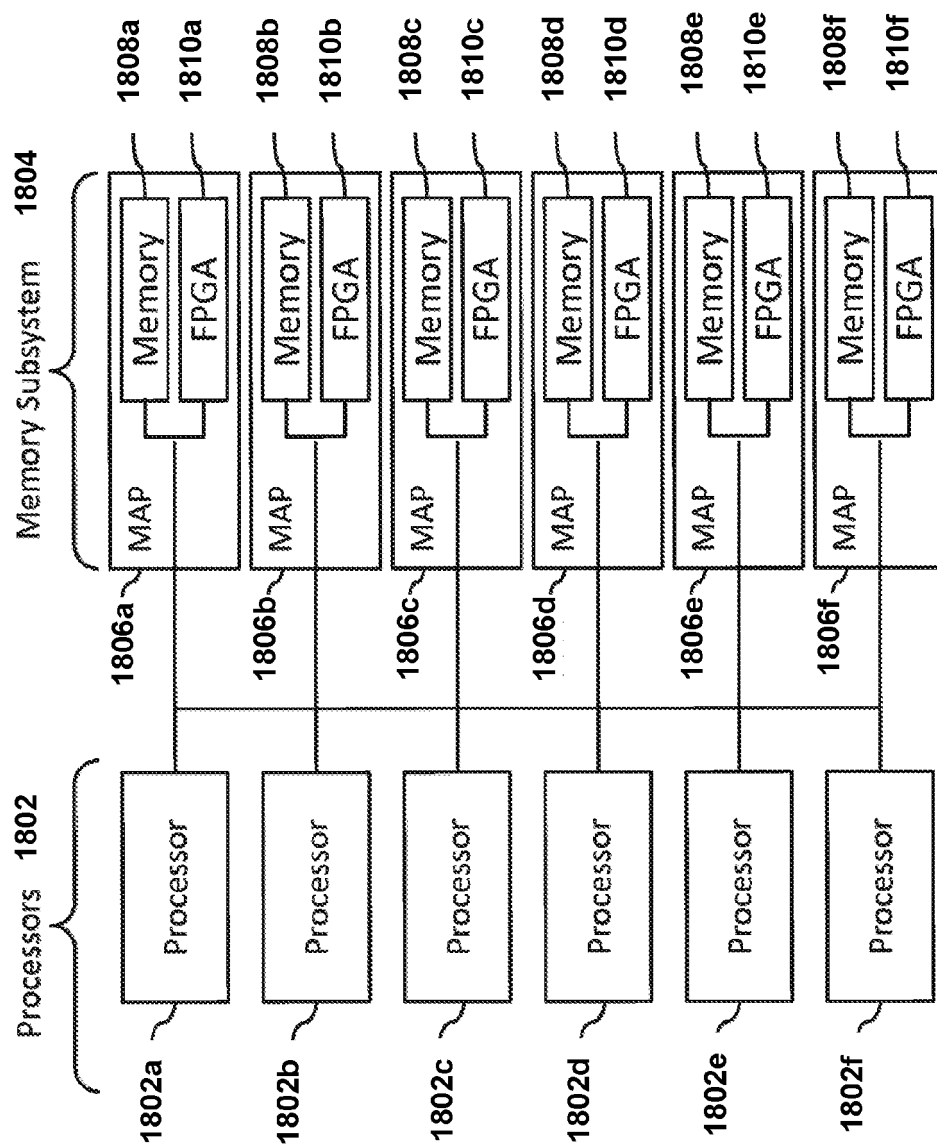 Processors 1802
Memory Subsystem 1804
1802a
Processor
1806a
MAP
Memory
FPGA
1808a
1810a
1802b
Processor
1806b
MAP
Memory
FPGA
1808b
1810b
1802c
Processor
1806c
MAP
Memory
FPGA
1808c
1810c
1802d
Processor
1806d
MAP
Memory
FPGA
1808d
1810d
1802e
Processor
1806e
MAP
Memory
FPGA
1808e
1810e
1802f
Processor
1806f
MAP
Memory
FPGA
1808f
1810f